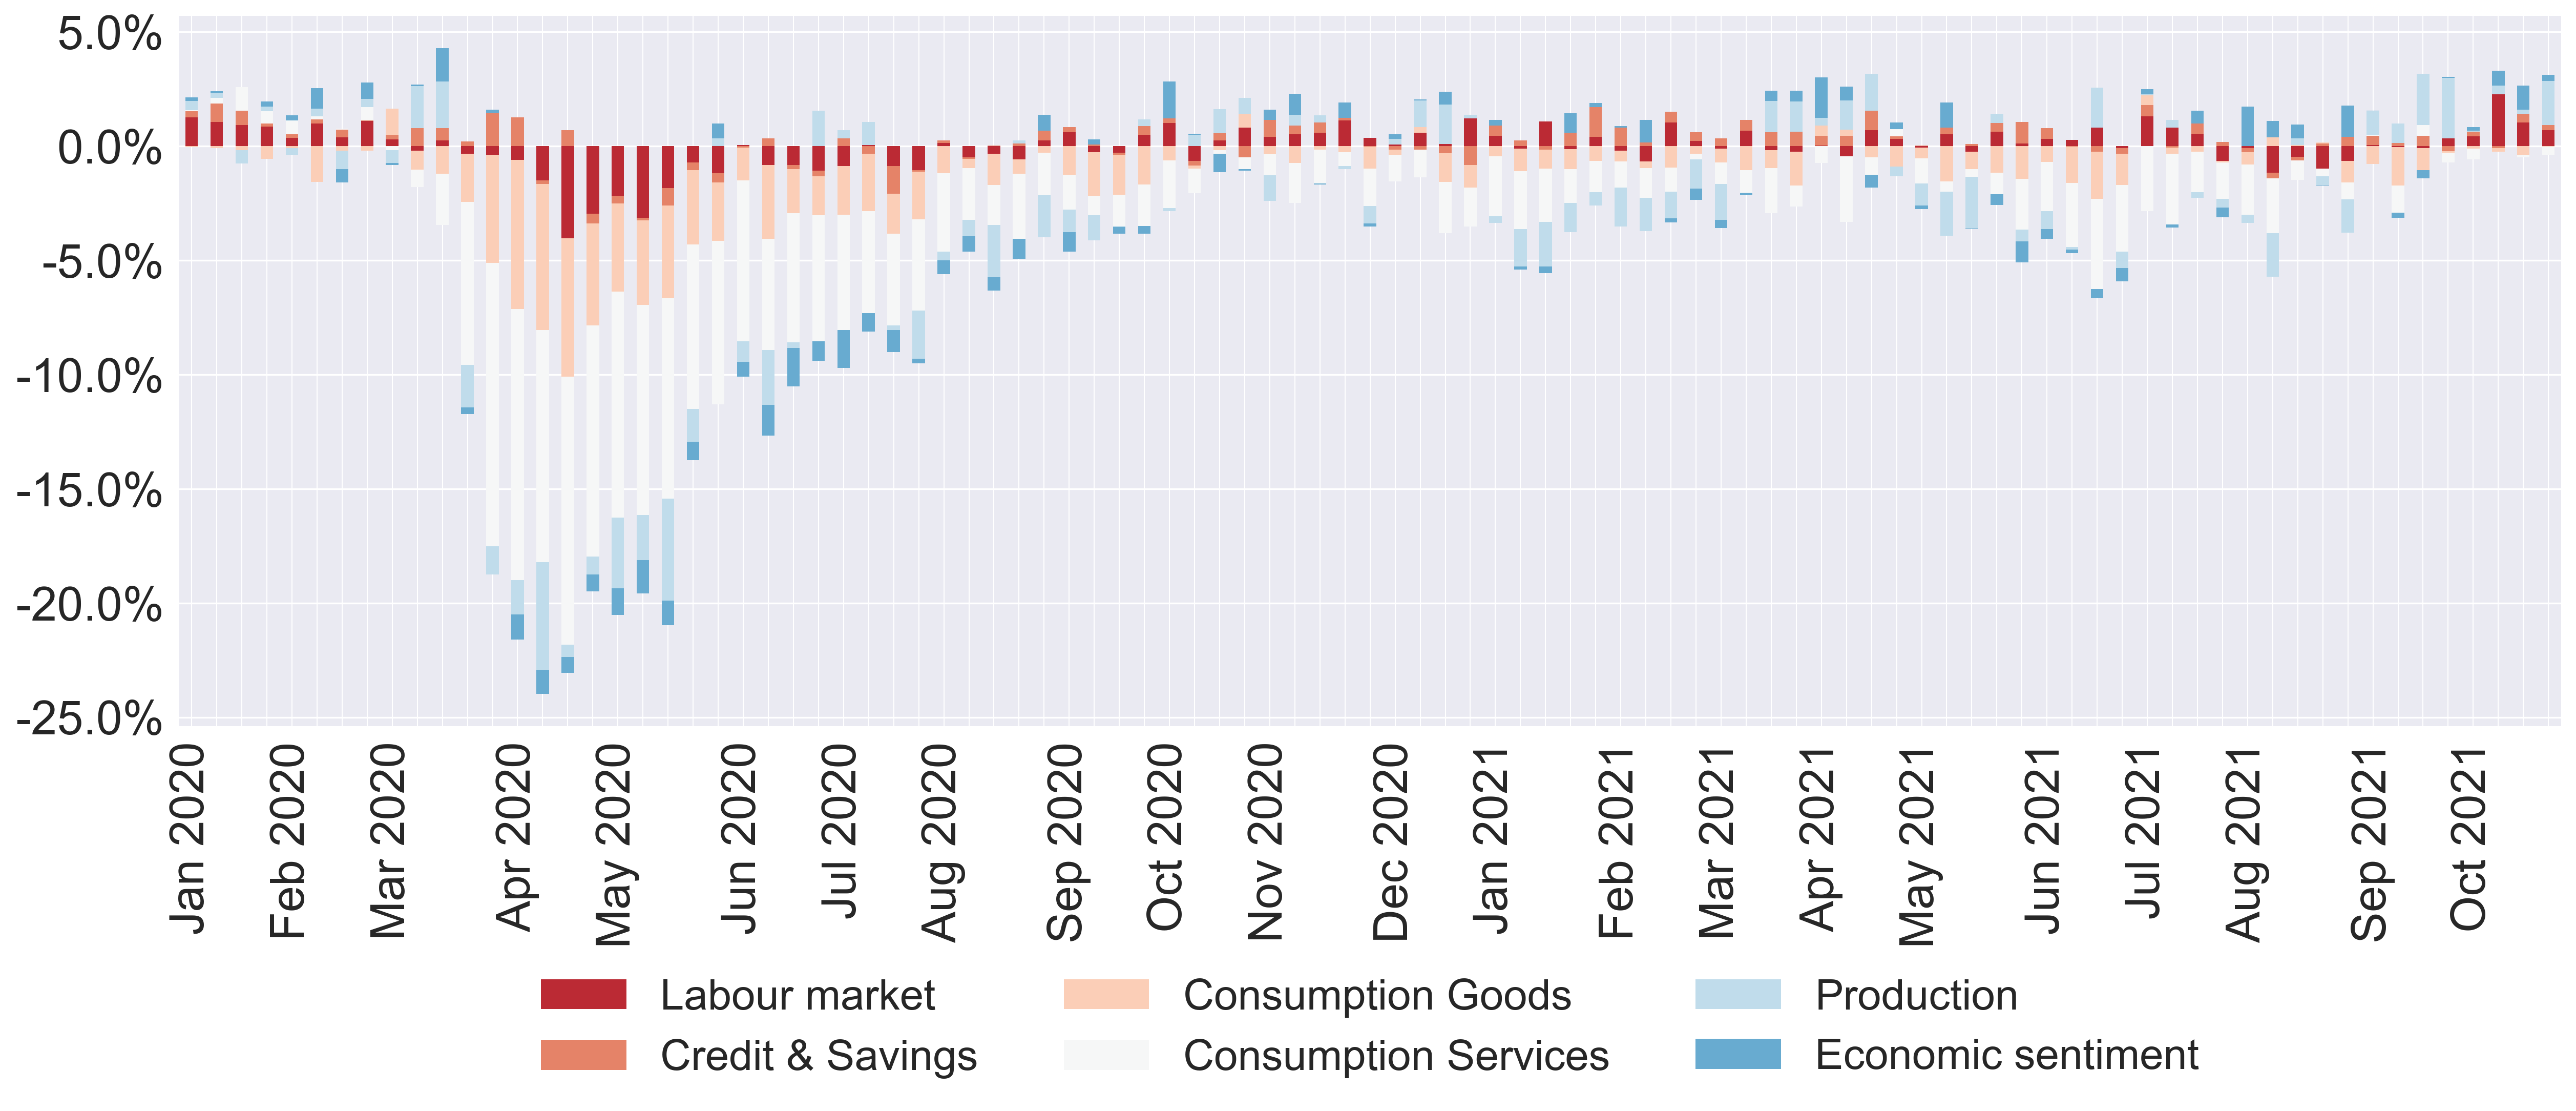 5.0%
0.0%
-5.0%
-10.0%
-15.0%
-20.0%
-25.0%
Jan 2020
Feb 2020
Mar 2020
Apr 2020
May 2020
Jun 2020
Jul 2020
Aug 2020
Sep 2020
Oct 2020
Nov 2020
Dec 2020
Jan 2021
Feb 2021
Mar 2021
Apr 2021
May 2021
Jun 2021
Jul 2021
Aug 2021
Sep 2021
Oct 2021
Labour market
Consumption Goods
Production
Credit & Savings
Consumption Services
Economic sentiment